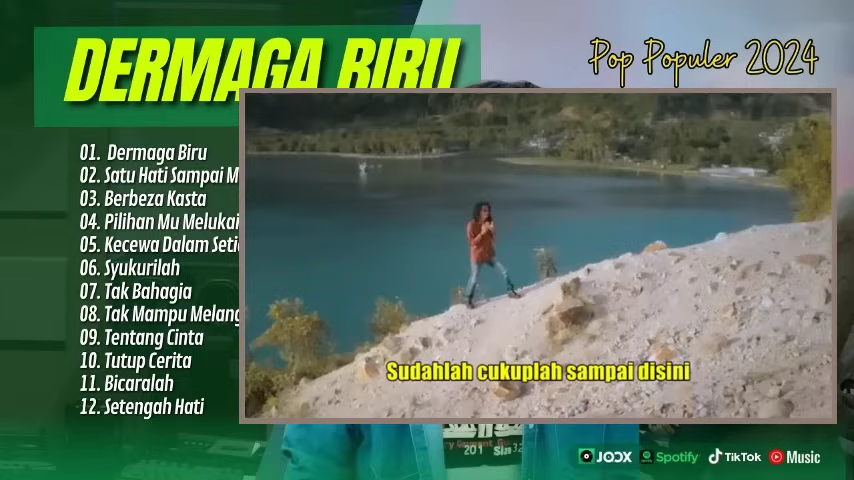 DERMAGA BIRU
Pop Populer 2024
01. Dermaga Biru
02. Satu Hati Sampai M
03. Berbeza Kasta
04. Pilihan Mu Melukai
05. Kecewa Dalam Seti
06. Syukurilah
07. Tak Bahagia
08. Tak Mampu Melang
09. Tentang Cinta
10. Tutup Cerita
11. Bicaralah
12. Setengah Hati
Sudahlah cukuplah sampai disini
201
JOOX Spotify TikTok Music